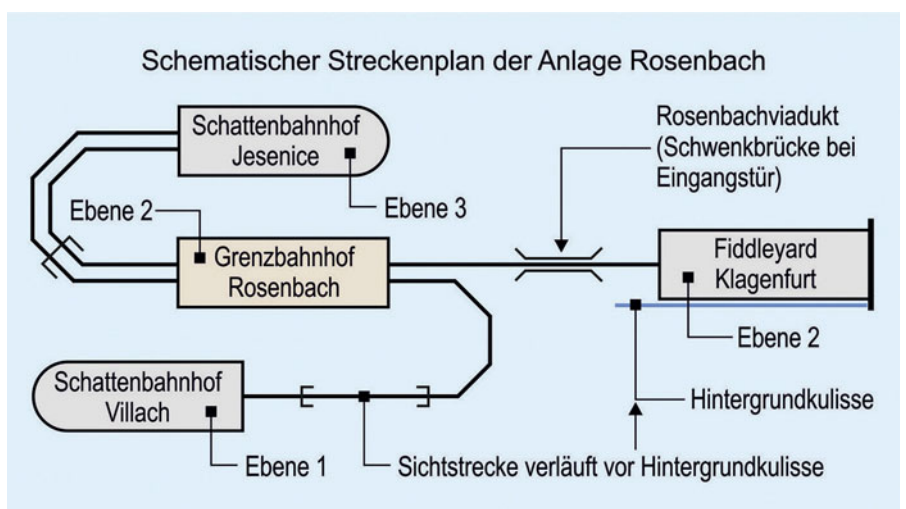 Schematischer Streckenplan der Anlage Rosenbach
Schattenbahnhof
Jesenice
Rosenbachviadukt
(Schwenkbrücke bei
Eingangstür)
Ebene 2
Ebene 3
Grenzbahnhof
Rosenbach
Fiddleyard
Klagenfurt
Ebene 2
Schattenbahnhof
Villach
Hintergrundkulisse
Ebene 1
Sichtstrecke verläuft vor Hintergrundkulisse